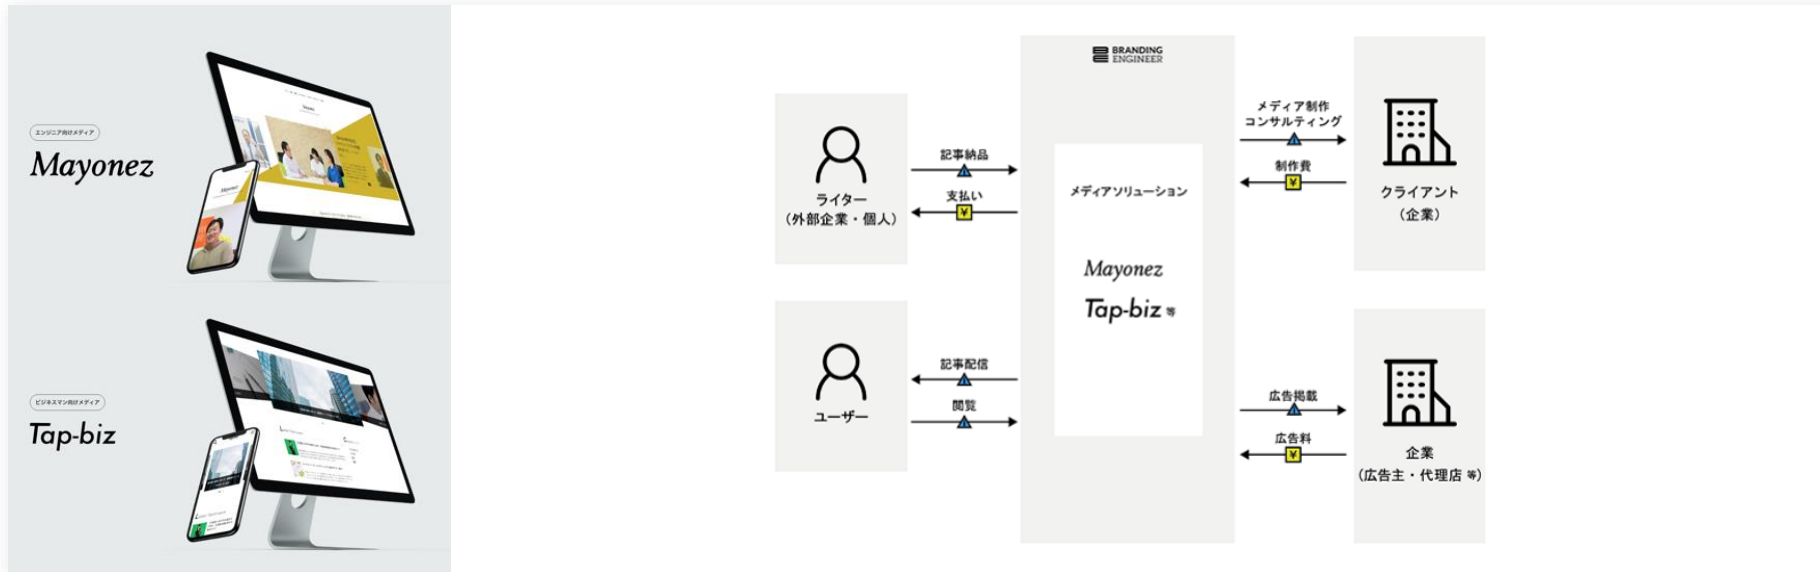 エンジニア向けメディア
Mayonez
ビジネスマン向けメディア
Tap-biz
BRANDING
ENGINEER
ライター
（外部企業・個人）
記事納品
支払い
¥
ユーザー
記事配信
閲覧
メディアソリューション
Mayonez
Tap-biz 等
メディア制作
コンサルティング
制作費
¥
クライアント
（企業）
広告掲載
広告料
¥
企業
（広告主・代理店 等）